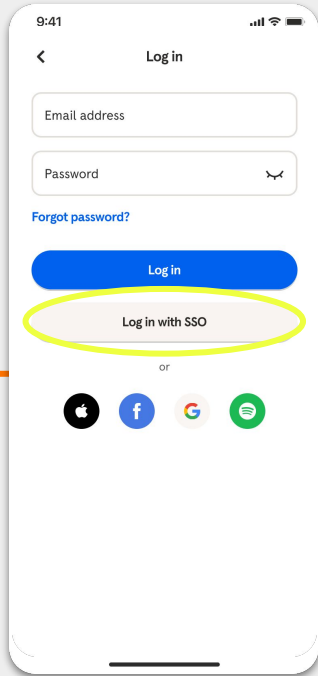 9:41
Log in
Email address
Password
Forgot password?
Log in
Log in with SSO
or